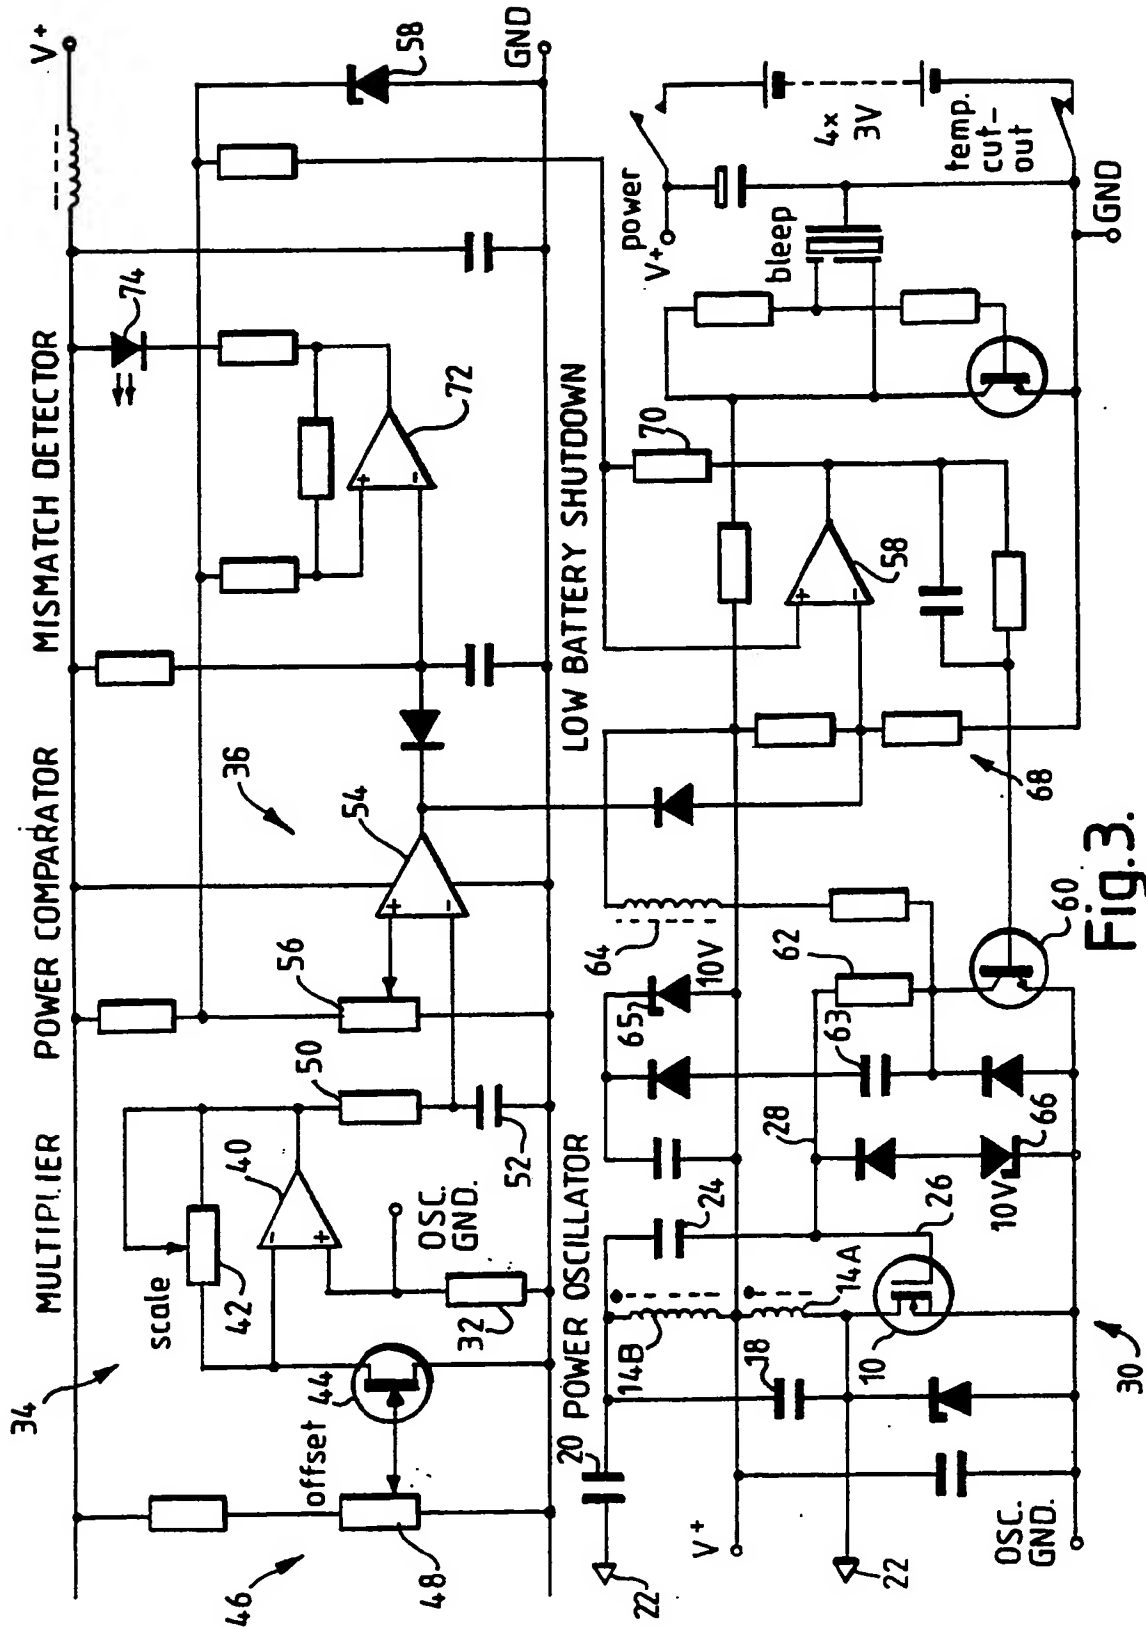 MULTIPLIER
POWER COMPARATOR
MISMATCH DETECTOR
V+
34
scale
42
40
50
56
36
54
74
72
58
GND
46
48
offset
44
32
OSC.
GND.
52
+
-
+
-
+
-
20
POWER OSCILLATOR
LOW BATTERY SHUTDOWN
22
14B
18
24
14A
26
28
10
30
V+
22
OSC.
GND.
65
10V
64
63
62
10V
66
60
68
58
+
-
70
bleep
power
V+
4x
3V
temp.
cut-
out
GND
Fig.3.